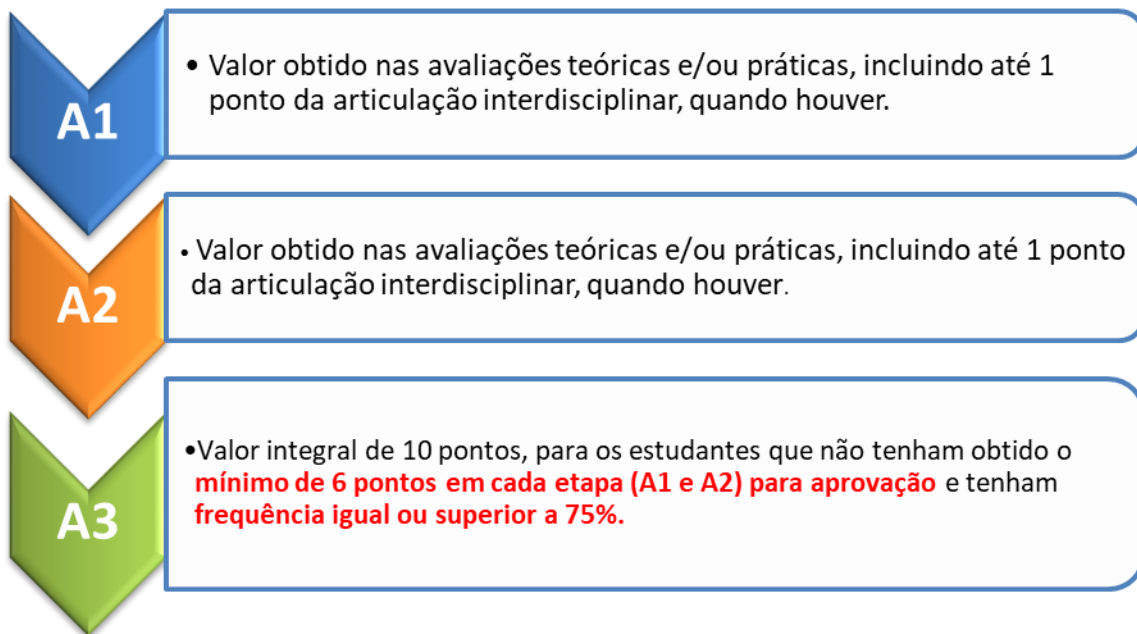 A1
• Valor obtido nas avaliações teóricas e/ou práticas, incluindo até 1
ponto da articulação interdisciplinar, quando houver.
A2
• Valor obtido nas avaliações teóricas e/ou práticas, incluindo até 1 ponto
da articulação interdisciplinar, quando houver.
A3
•Valor integral de 10 pontos, para os estudantes que não tenham obtido o
mínimo de 6 pontos em cada etapa (A1 e A2) para aprovação e tenham
frequência igual ou superior a 75%.